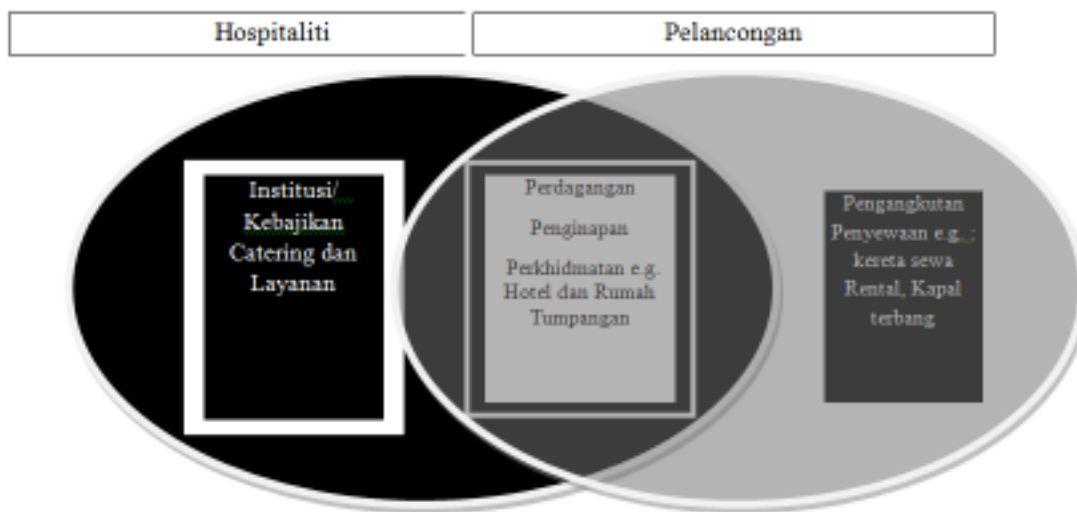 Hospitaliti
Pelancongan
Institusi/
Kebajikan
Catering dan
Layanan
Perdagangan
Penginapan
Perkhidmatan e.g.
Hotel dan Rumah
Tumpangan
Pengangkutan
Penyewaan e.g. :
kereta sewa
Rental, Kapal
terbang